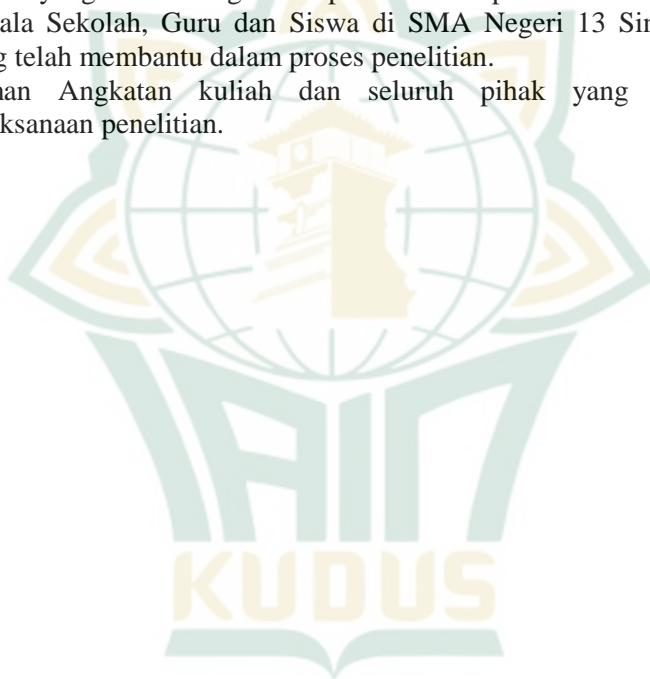 ala Sekolah, Guru dan Siswa di SMA Negeri 13 Sin
g telah membantu dalam proses penelitian.
nan Angkatan kuliah dan seluruh pihak yang
ksanaan penelitian.
IAIN
KUDUS